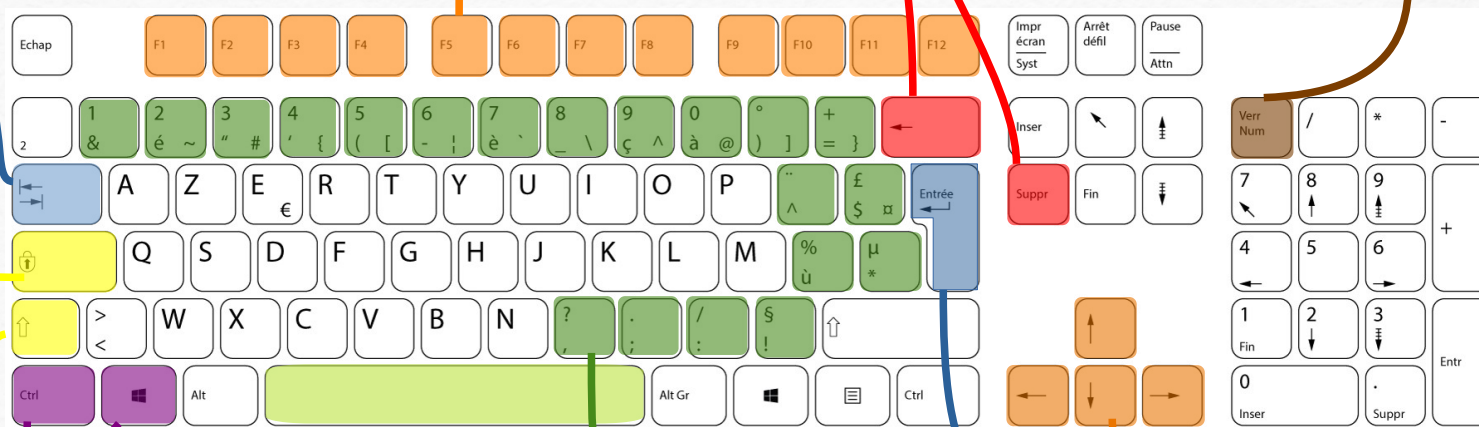 Echap F1 F2 F3 F4 F5 F6 F7 F8 F9 F10 F11 F12 Impr écran Syst Arrêt défil Pause Attn
2 1 & 2 é ~ 3 “ # 4 ‘ { 5 ( [ 6 - ¦ 7 è ` 8 _ \ 9 ç ^ 0 à @ ° ) ] + = } ← Inser Verr Num / * -
A Z E € R T Y U I O P ¨ ^ £ $ ¤ Entrée Suppr Fin 7 8 9 +
Q S D F G H J K L M % ù µ * 4 5 6
> < W X C V B N ? , . ; / : § ! 1 Fin 2 3 Entr
Ctrl Alt Alt Gr Ctrl 0 Inser . Suppr